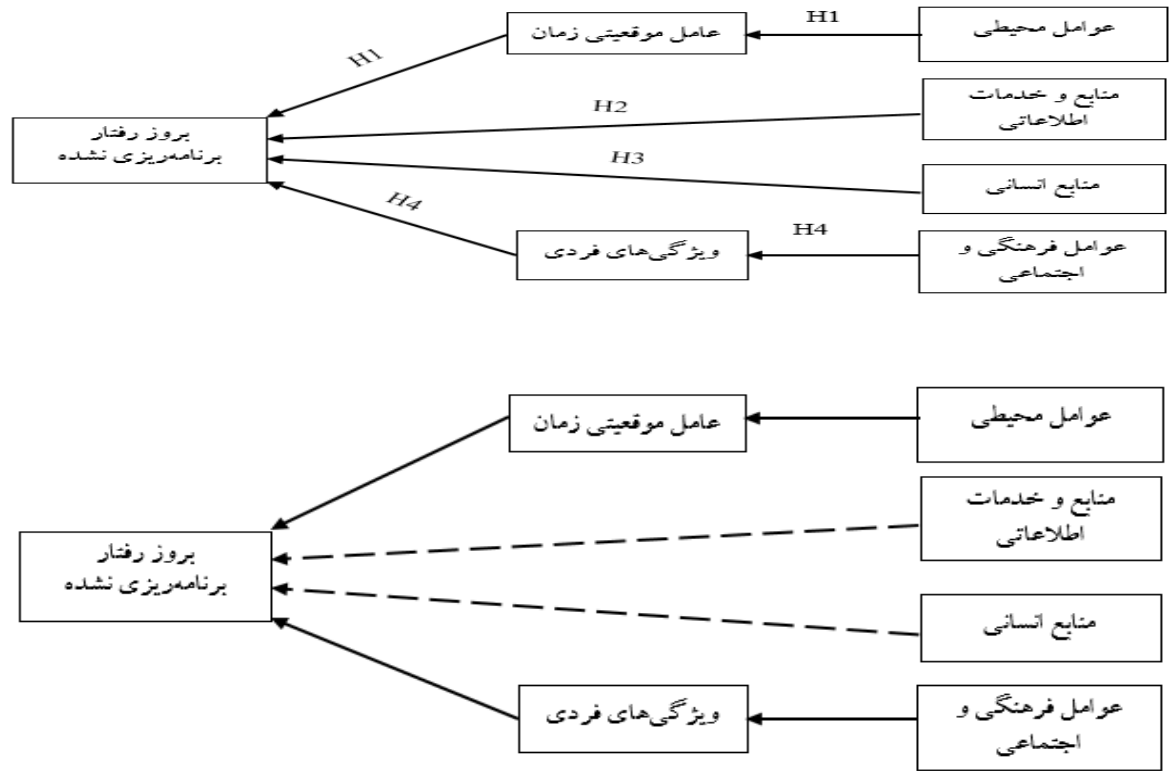 عوامل محیطی
H1
عامل موقعیتی زمان
H1
منابع و خدمات
اطلاعاتی
H2
بروز رفتار
برنامه‌ریزی نشده
H3
منابع انسانی
H4
عوامل فرهنگی و
اجتماعی
H4
ویژگی‌های فردی
عوامل محیطی
عامل موقعیتی زمان
منابع و خدمات
اطلاعاتی
بروز رفتار
برنامه‌ریزی نشده
منابع انسانی
عوامل فرهنگی و
اجتماعی
ویژگی‌های فردی